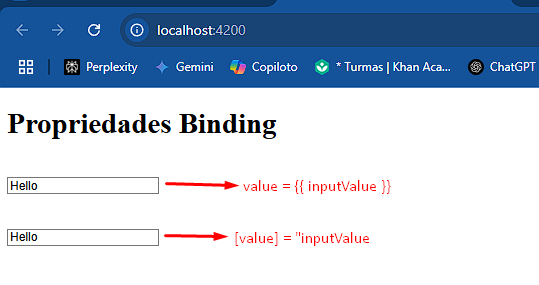 localhost:4200
Perplexity Gemini Copiloto * Turmas | Khan Aca... ChatGPT
Propriedades Binding
Hello value = {{ inputValue }}
Hello [value] = "inputValue